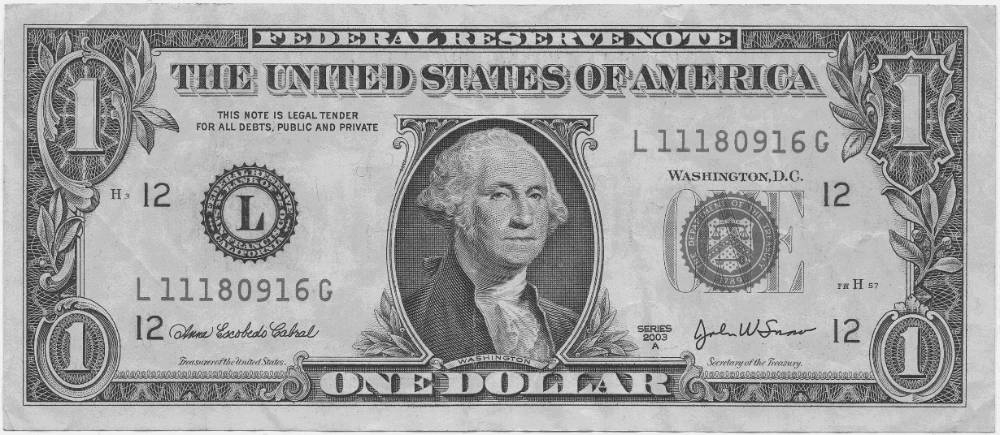 FEDERAL RESERVE NOTE
THE UNITED STATES OF AMERICA
1
1
THIS NOTE IS LEGAL TENDER
FOR ALL DEBTS, PUBLIC AND PRIVATE
L 11180916 G
WASHINGTON, D.C.
H 3
12
12
FEDERAL RESERVE
BANK OF
SAN FRANCISCO
CALIFORNIA
L
ONE
THE DEPARTMENT OF THE TREASURY
1789
L 11180916 G
FW H 57
12
Anna Escobedo Cabral
SERIES
2003
A
John W Snow
12
Treasurer of the United States.
Secretary of the Treasury.
WASHINGTON
1
ONE DOLLAR
1